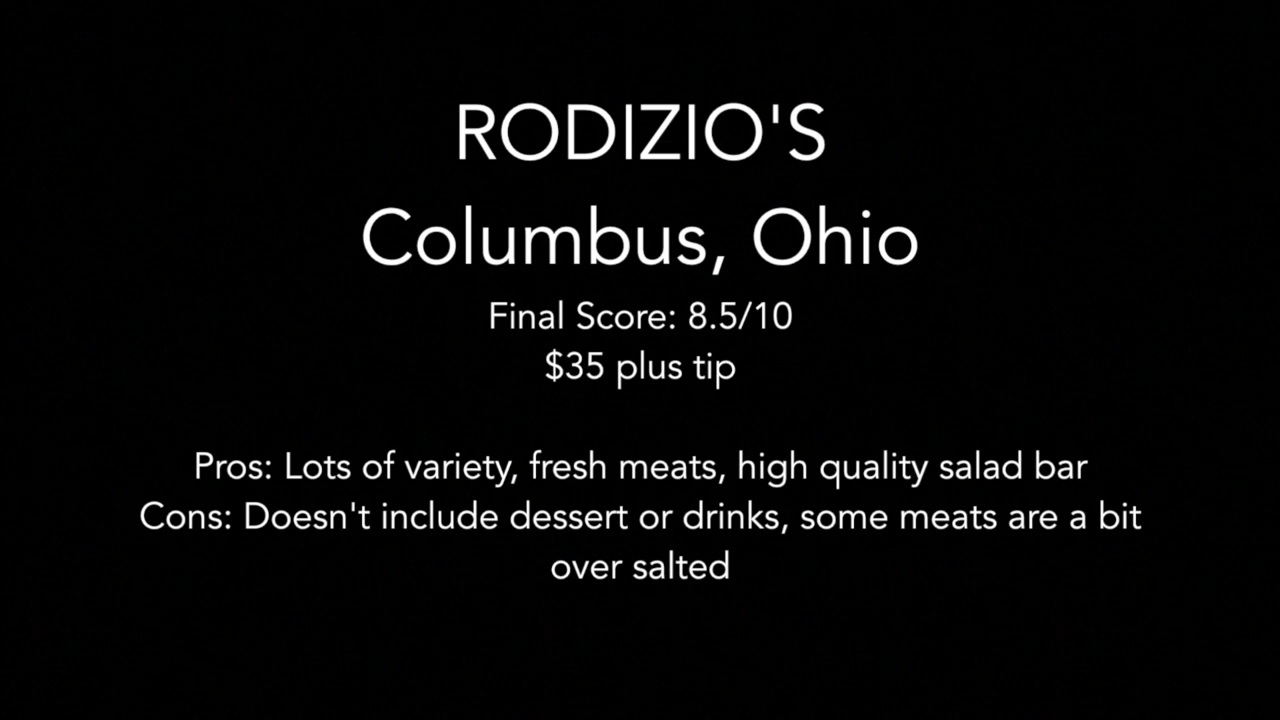 RODIZIO'S
Columbus, Ohio
Final Score: 8.5/10
$35 plus tip
Pros: Lots of variety, fresh meats, high quality salad bar
Cons: Doesn't include dessert or drinks, some meats are a bit
over salted